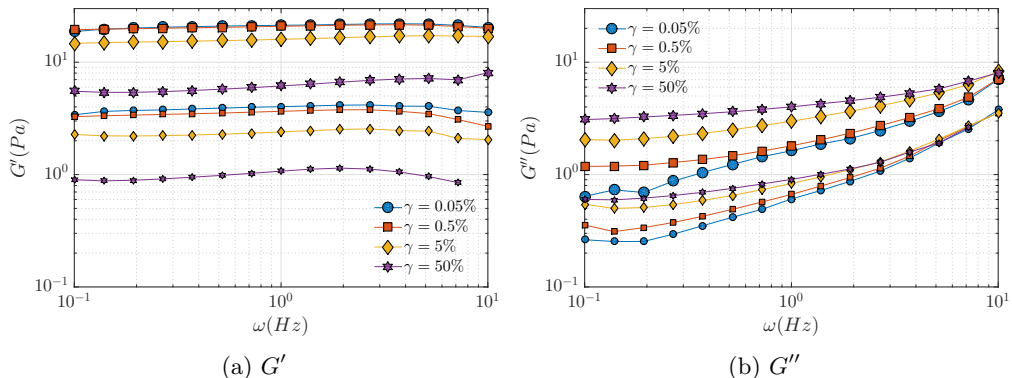 10^1
10^0
10^{-1}
G′(Pa)
γ = 0.05%
γ = 0.5%
γ = 5%
γ = 50%
10^{-1}
10^0
10^1
ω(Hz)
(a) G′
10^1
10^0
10^{-1}
G′′(Pa)
γ = 0.05%
γ = 0.5%
γ = 5%
γ = 50%
10^{-1}
10^0
10^1
ω(Hz)
(b) G′′